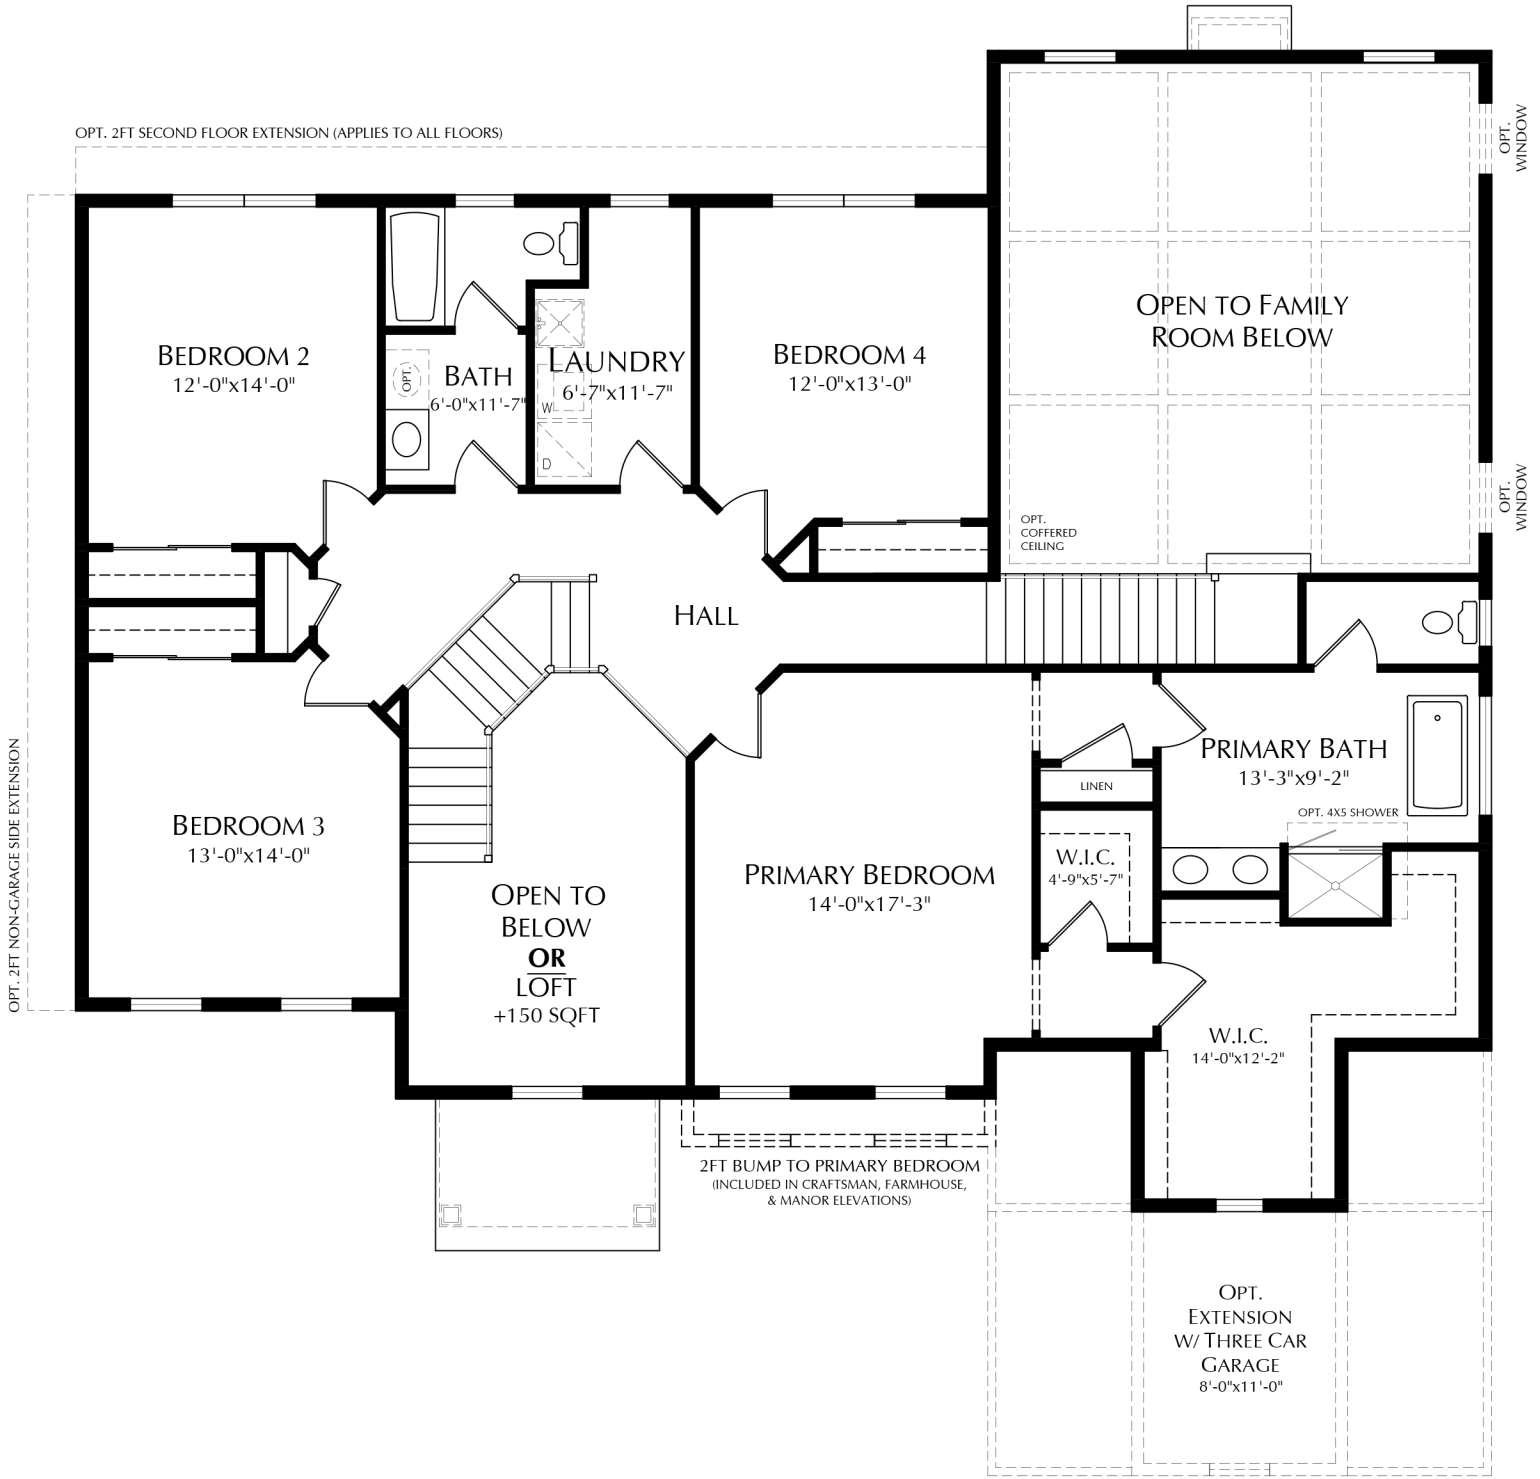 OPT. 2FT SECOND FLOOR EXTENSION (APPLIES TO ALL FLOORS)
OPT.
WINDOW
OPEN TO FAMILY
ROOM BELOW
BEDROOM 2
12'-0"x14'-0"
OPT.
BATH
6'-0"x11'-7"
LAUNDRY
6'-7"x11'-7"
W
D
BEDROOM 4
12'-0"x13'-0"
OPT.
WINDOW
OPT.
COFFERED
CEILING
HALL
OPT. 2FT NON-GARAGE SIDE EXTENSION
BEDROOM 3
13'-0"x14'-0"
OPEN TO
BELOW
OR
LOFT
+150 SQFT
PRIMARY BEDROOM
14'-0"x17'-3"
LINEN
PRIMARY BATH
13'-3"x9'-2"
OPT. 4X5 SHOWER
W.I.C.
4'-9"x5'-7"
W.I.C.
14'-0"x12'-2"
2FT BUMP TO PRIMARY BEDROOM
(INCLUDED IN CRAFTSMAN, FARMHOUSE,
& MANOR ELEVATIONS)
OPT.
EXTENSION
W/ THREE CAR
GARAGE
8'-0"x11'-0"